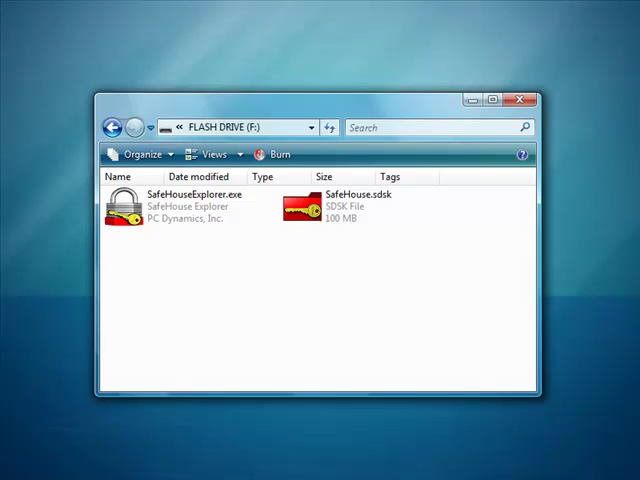 « FLASH DRIVE (F:)
Search
Organize Views Burn
Name Date modified Type Size Tags
SafeHouseExplorer.exe
SafeHouse Explorer
PC Dynamics, Inc.
SafeHouse.sdsk
SDSK File
100 MB